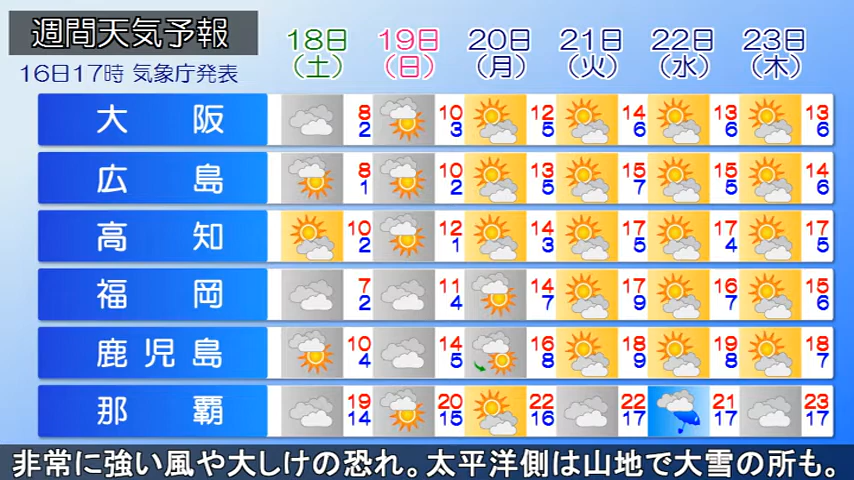 週間天気予報
16日17時 気象庁発表
18日 19日 20日 21日 22日 23日
(土) (日) (月) (火) (水) (木)
大阪 8 2 10 3 12 5 14 6 13 6 13 6
広島 8 1 10 2 13 5 15 7 15 5 14 6
高知 10 2 12 1 14 3 17 5 17 4 17 5
福岡 7 2 11 4 14 7 17 9 16 7 15 6
鹿児島 10 4 14 5 16 8 18 9 19 8 18 7
那覇 19 14 20 15 22 16 22 17 21 17 23 17
非常に強い風や大しけの恐れ。太平洋側は山地で大雪の所も。